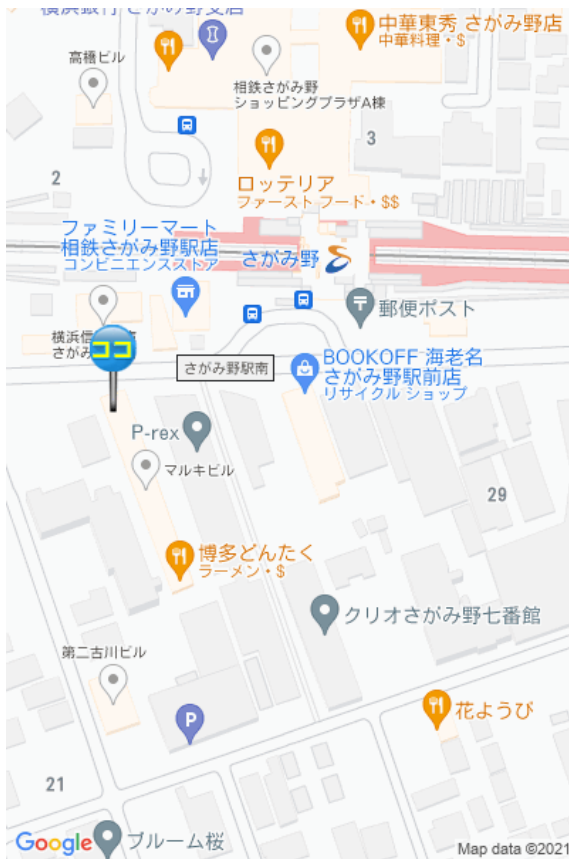 横浜銀行 さがみ野支店
中華東秀 さがみ野店
中華料理・$
高橋ビル
相鉄さがみ野
ショッピングプラザA棟
3
2
ロッテリア
ファースト フード・$$
ファミリーマート
相鉄さがみ野駅店
コンビニエンスストア
さがみ野
郵便ポスト
横浜信
さがみ
ココ
さがみ野駅南
BOOKOFF 海老名
さがみ野駅前店
リサイクル ショップ
P-rex
マルキビル
29
博多どんたく
ラーメン・$
クリオさがみ野七番館
第二古川ビル
P
花ようび
21
Google
ブルーム桜
Map data ©2021